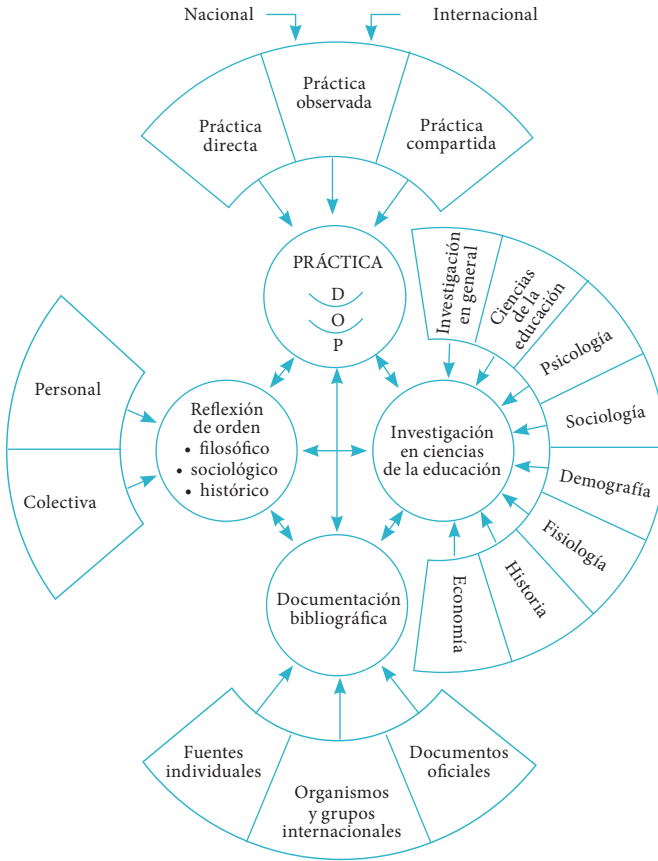 Nacional
Internacional
Práctica
directa
Práctica
observada
Práctica
compartida
PRÁCTICA
D
O
P
Investigación
en general
Ciencias
de la
educación
Psicología
Sociología
Demografía
Fisiología
Historia
Economía
Personal
Colectiva
Reflexión
de orden
• filosófico
• sociológico
• histórico
Investigación
en ciencias
de la educación
Documentación
bibliográfica
Fuentes
individuales
Organismos
y grupos
internacionales
Documentos
oficiales